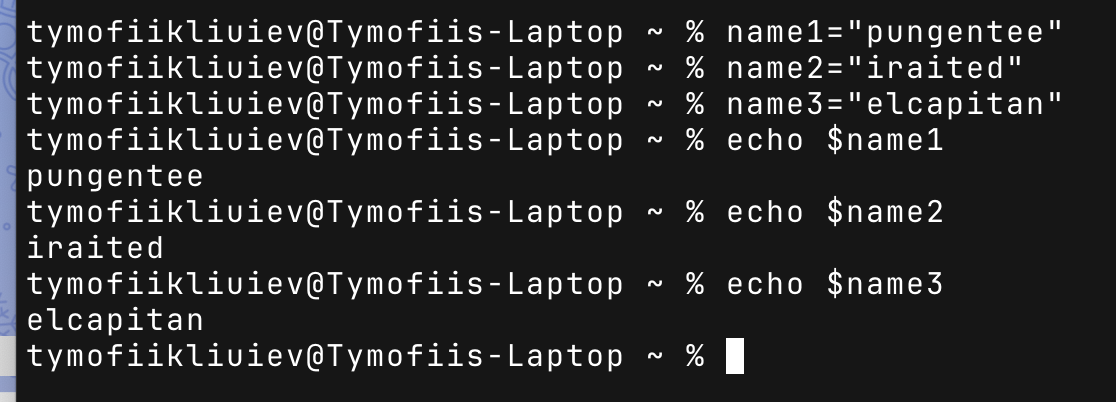 tymofiikliuiev@Tymofiis-Laptop ~ % name1="pungentee"
tymofiikliuiev@Tymofiis-Laptop ~ % name2="iraited"
tymofiikliuiev@Tymofiis-Laptop ~ % name3="elcapitan"
tymofiikliuiev@Tymofiis-Laptop ~ % echo $name1
pungentee
tymofiikliuiev@Tymofiis-Laptop ~ % echo $name2
iraited
tymofiikliuiev@Tymofiis-Laptop ~ % echo $name3
elcapitan
tymofiikliuiev@Tymofiis-Laptop ~ %